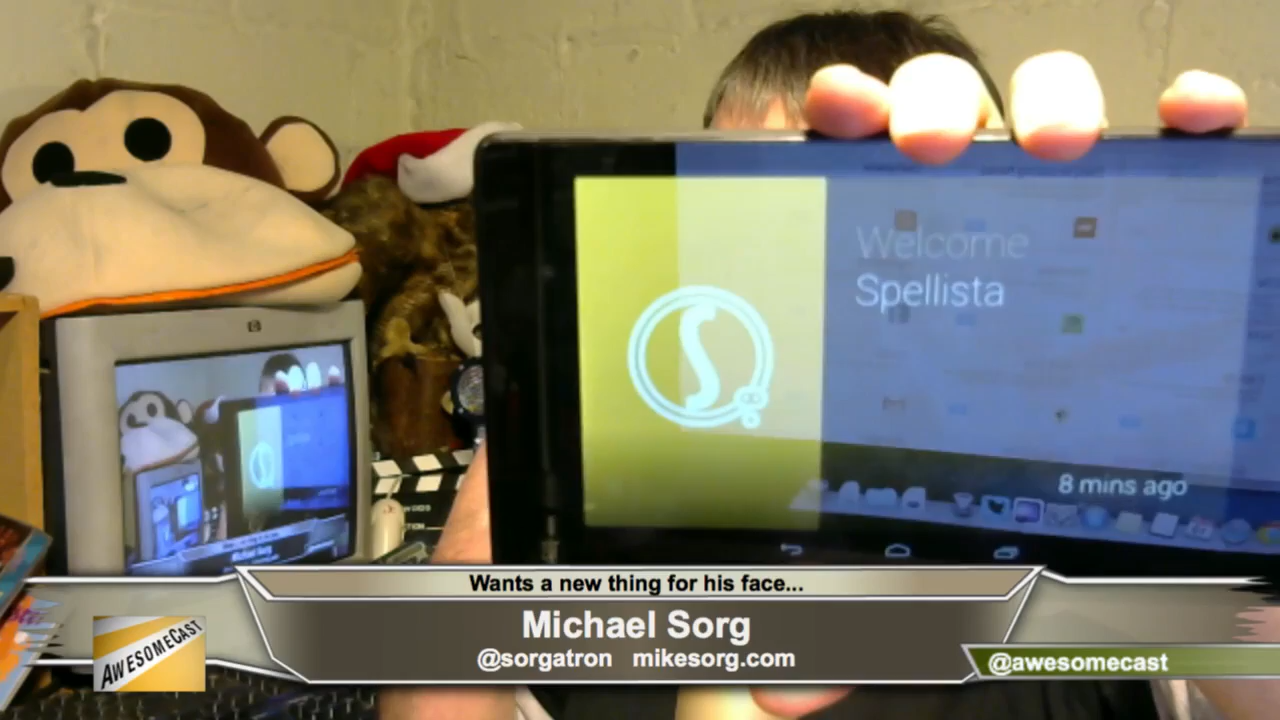 Welcome
Spellista
8 mins ago
Wants a new thing for his face...
Michael Sorg
@sorgatron mikesorg.com
AWESOMECAST
@awesomecast